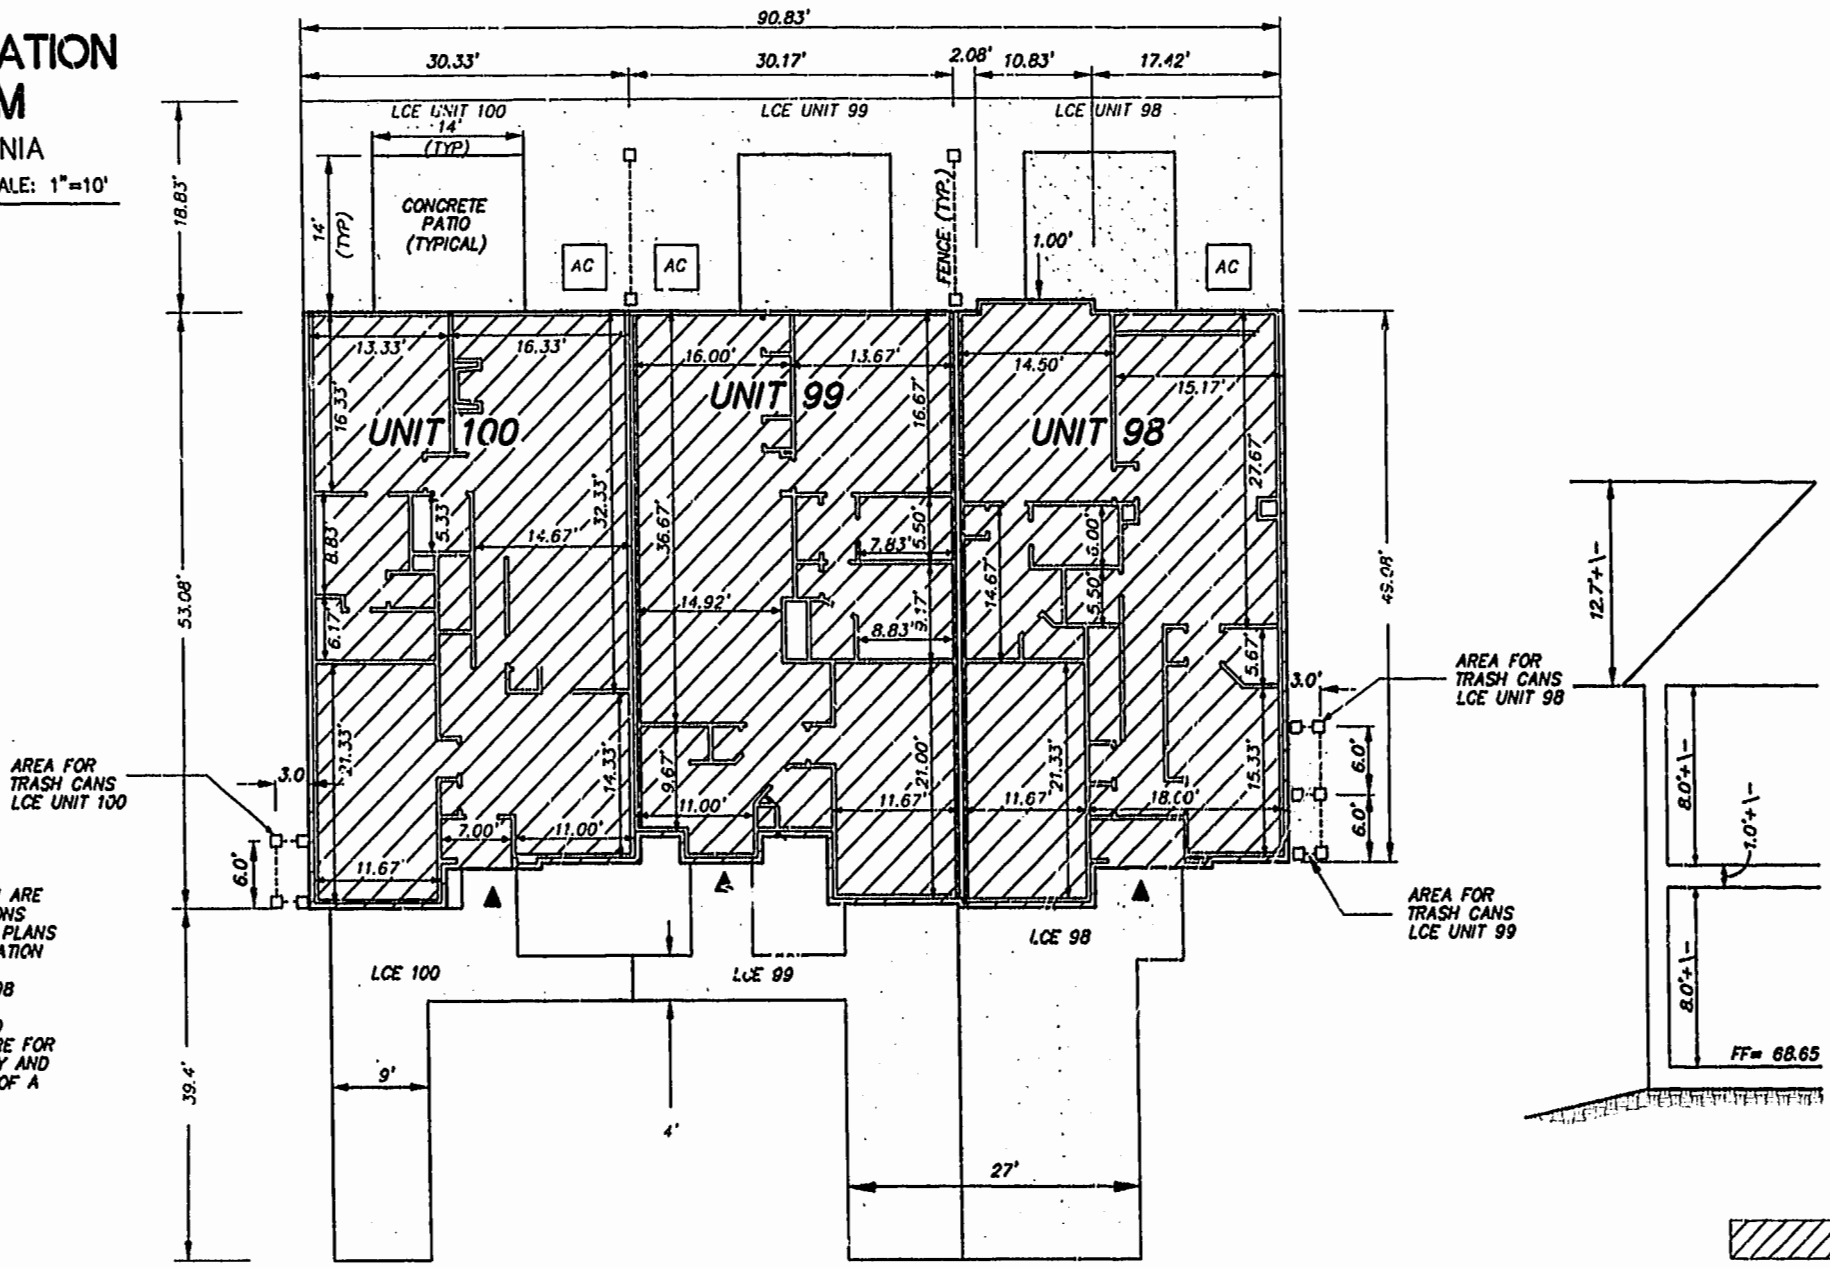 ATION
M
NIA
ALE: 1"=10'
90.83'
30.33'
30.17'
2.08'
10.83'
17.42'
LCE UNIT 100
LCE UNIT 99
LCE UNIT 98
14'
(TYP)
18.83'
14'
(TYP)
CONCRETE
PATIO
(TYPICAL)
AC
AC
FENCE (TYP.)
1.00'
AC
13.33'
16.33'
16.00'
13.67'
14.50'
15.17'
16.33'
UNIT 100
UNIT 99
UNIT 98
16.67'
27.67'
32.33'
36.67'
5.33'
8.83'
14.67'
5.50'
7.83'
6.00'
14.67'
5.50'
53.08'
49.08'
12.7'+\-
6.17'
14.92'
8.83'
5.67'
3.0'
AREA FOR
TRASH CANS
LCE UNIT 98
21.33'
14.33'
9.67'
21.00'
21.33'
15.33'
6.0'
8.0'+\-
AREA FOR
TRASH CANS
LCE UNIT 100
3.0
11.00'
11.67'
11.67'
18.00'
7.00'
11.00'
6.0'
1.0'+\-
6.0'
11.67'
AREA FOR
TRASH CANS
LCE UNIT 99
ARE
ONS
PLANS
ATION
98
RE FOR
Y AND
OF A
LCE 100
LCE 99
LCE 98
8.0'+\-
FF= 68.65
39.4'
9'
4'
27'